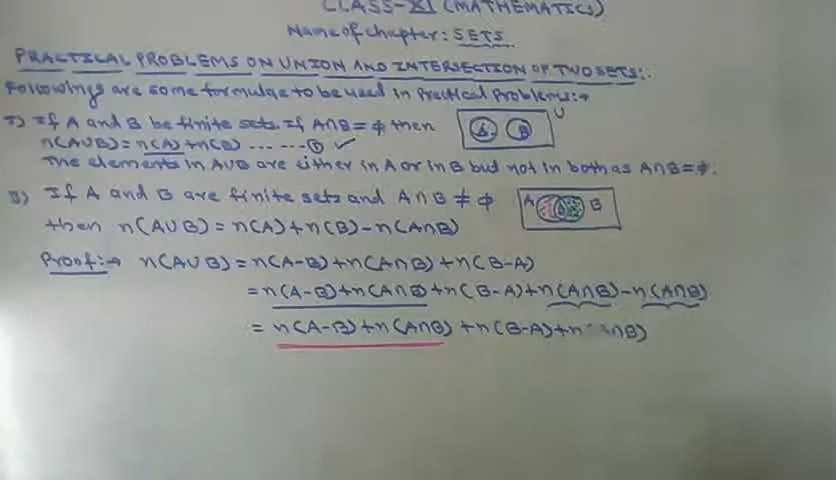 CLASS-XI (MATHEMATICS)
Name of chapter: SETS.
PRACTICAL PROBLEMS ON UNION AND INTERSECTION OF TWO SETS:.
Followings are some formulae to be used in Practical Problems:→
I) If A and B be finite sets. If A∩B = ϕ then
A B U
n(A∪B) = n(A) + n(B) ... ... ① ✓
The elements in A∪B are either in A or in B but not in both as A∩B = ϕ.
II) If A and B are finite sets and A∩B ≠ ϕ
A B
then n(A∪B) = n(A) + n(B) - n(A∩B)
Proof:→ n(A∪B) = n(A-B) + n(A∩B) + n(B-A)
= n(A-B) + n(A∩B) + n(B-A) + n(A∩B) - n(A∩B)
= n(A-B) + n(A∩B) + n(B-A) + n( A∩B)